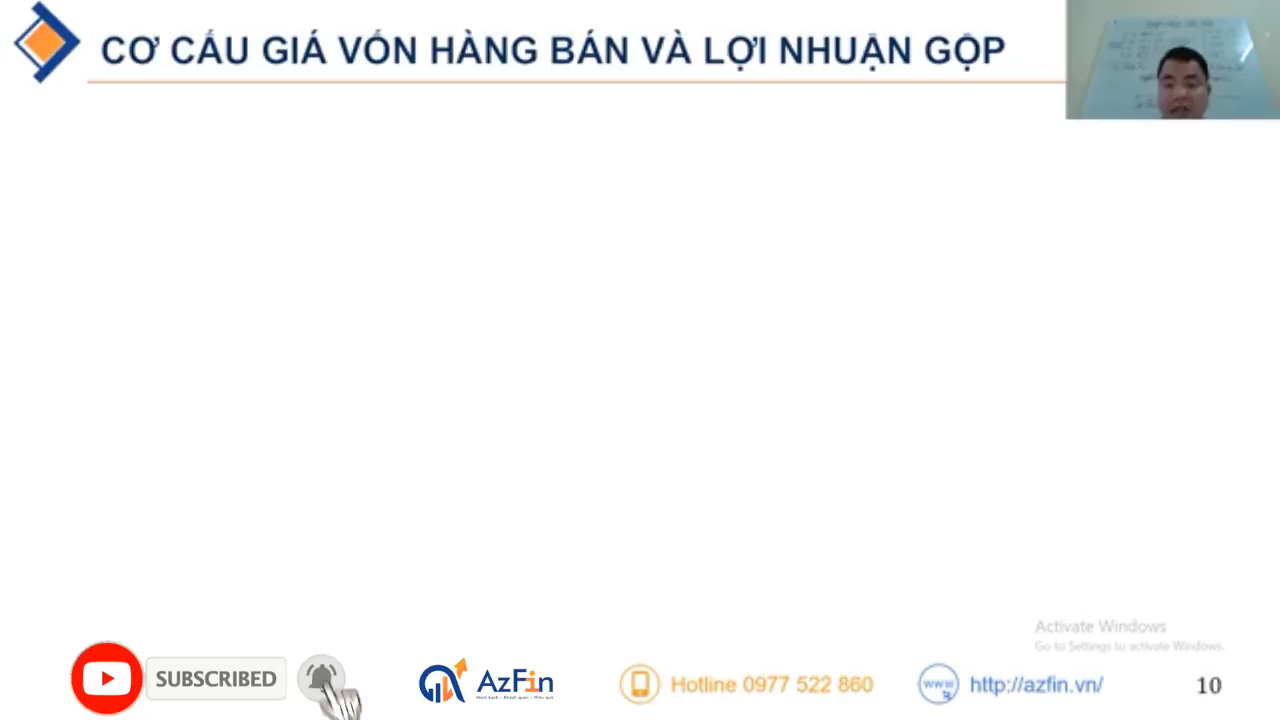 CƠ CẤU GIÁ VỐN HÀNG BÁN VÀ LỢI NHUẬN GỘP
Activate Windows
Go to Settings to activate Windows.
SUBSCRIBED
AzFin
Hotline 0977 522 860
www
http://azfin.vn/
10